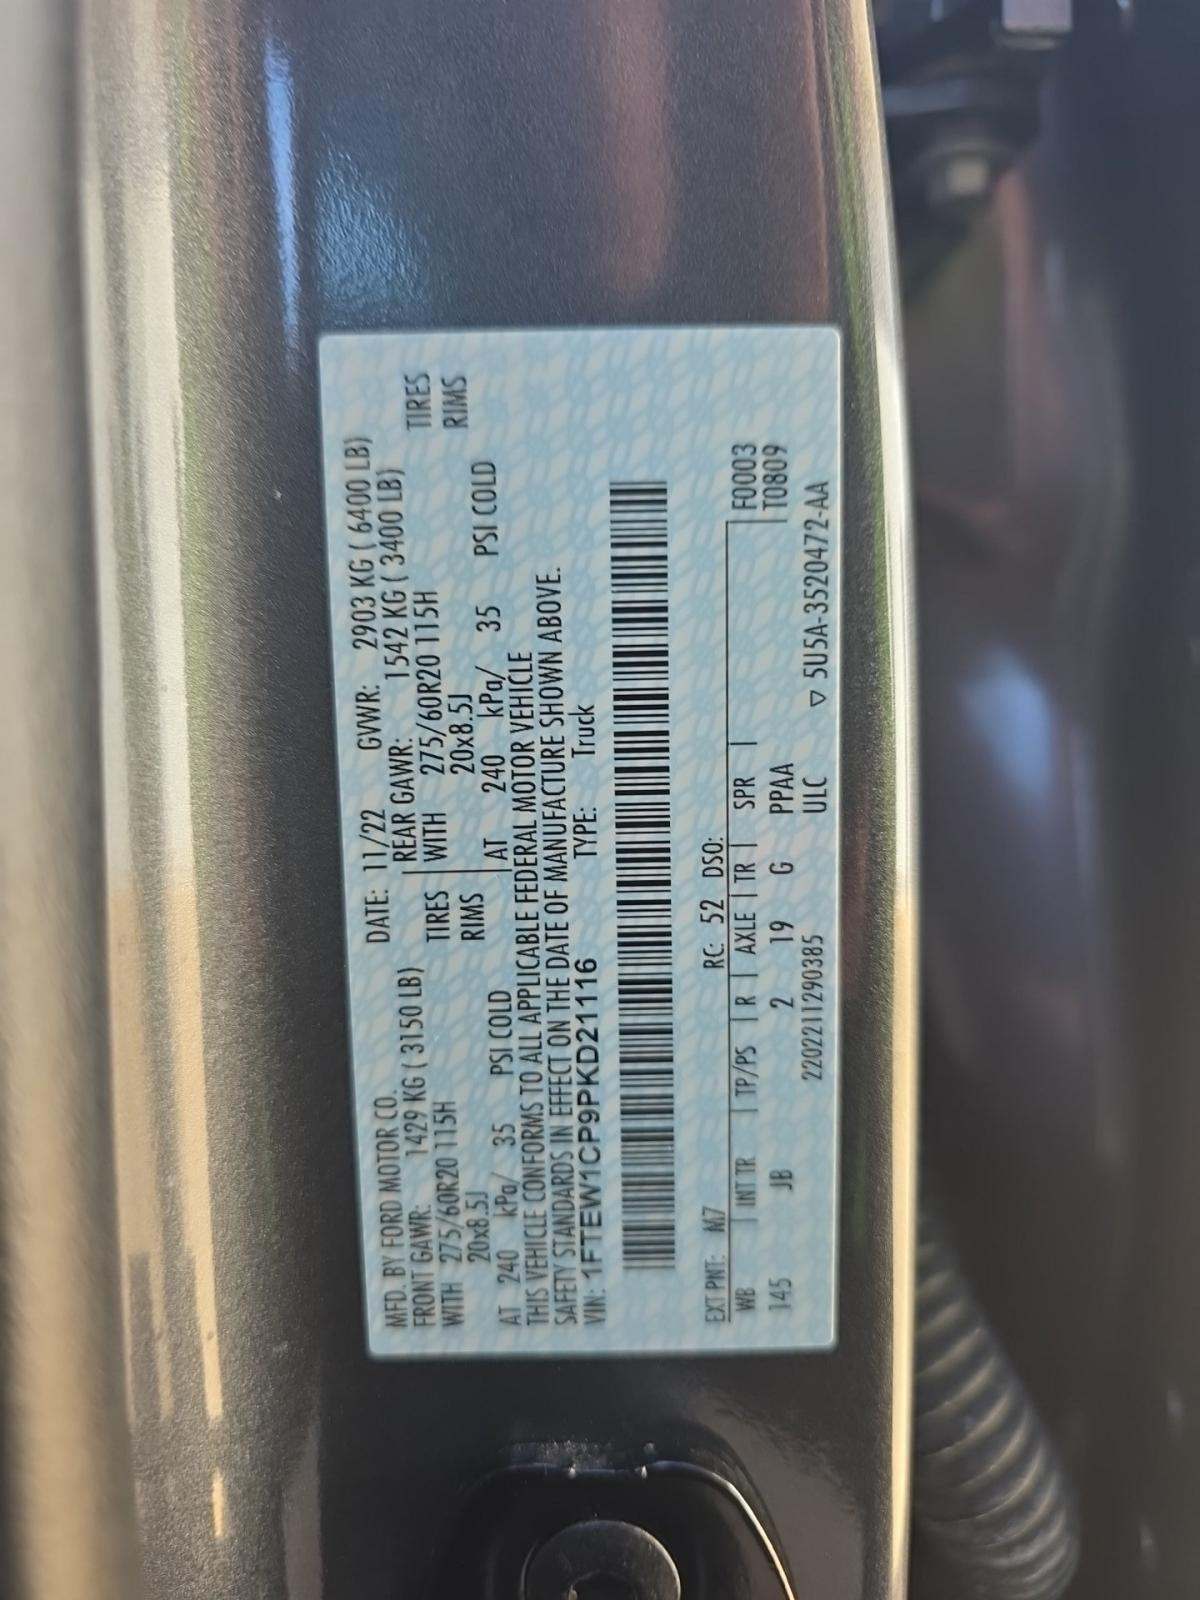 MFD. BY FORD MOTOR CO. DATE: 11/22 GVWR: 2903 KG ( 6400 LB)
FRONT GAWR: 1429 KG ( 3150 LB) REAR GAWR: 1542 KG ( 3400 LB)
WITH 275/60R20 115H TIRES WITH 275/60R20 115H TIRES
20x8.5J RIMS 20x8.5J RIMS
AT 240 kPa/ 35 PSI COLD AT 240 kPa/ 35 PSI COLD
THIS VEHICLE CONFORMS TO ALL APPLICABLE FEDERAL MOTOR VEHICLE
SAFETY STANDARDS IN EFFECT ON THE DATE OF MANUFACTURE SHOWN ABOVE.
VIN: 1FTEW1CP9PKD21116 TYPE: Truck
EXT PNT: M7 RC: 52 DSO: F0003
WB | INT TR | TP/PS | R | AXLE | TR | SPR | T0809
145 JB 2 19 G PPAA
2202211290385 ULC ▽ 5U5A-3520472-AA